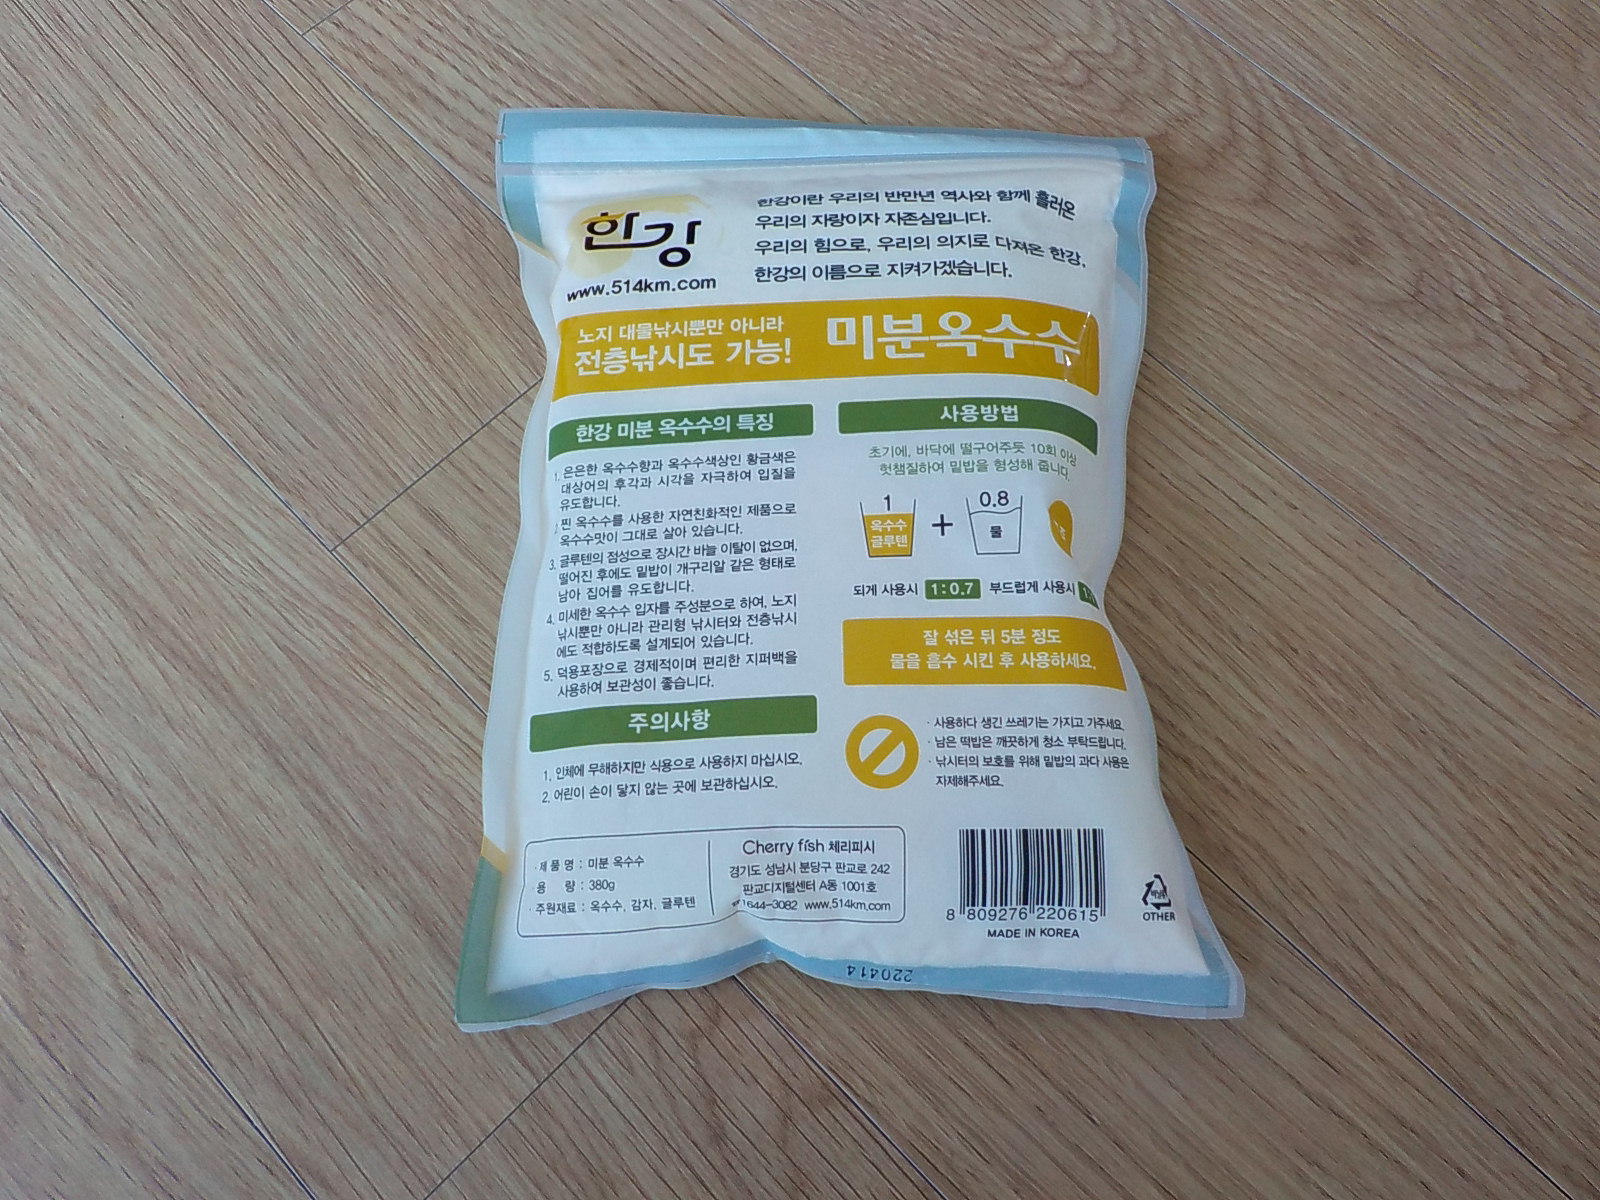 한강
www.514km.com
한강이란 우리의 반만년 역사와 함께 흘러온
우리의 자랑이자 자존심입니다.
우리의 힘으로, 우리의 의지로 다져온 한강,
한강의 이름으로 지켜가겠습니다.
노지 대물낚시뿐만 아니라
전층낚시도 가능!
미분옥수수
한강 미분 옥수수의 특징
1. 은은한 옥수수향과 옥수수색상인 황금색은
대상어의 후각과 시각을 자극하여 입질을
유도합니다.
찐 옥수수를 사용한 자연친화적인 제품으로
옥수수맛이 그대로 살아 있습니다.
3. 글루텐의 점성으로 장시간 바늘 이탈이 없으며,
떨어진 후에도 밑밥이 개구리알 같은 형태로
남아 집어를 유도합니다.
4. 미세한 옥수수 입자를 주성분으로 하여, 노지
낚시뿐만 아니라 관리형 낚시터와 전층낚시
에도 적합하도록 설계되어 있습니다.
5. 덕용포장으로 경제적이며 편리한 지퍼백을
사용하여 보관성이 좋습니다.
주의사항
1. 인체에 무해하지만 식용으로 사용하지 마십시오.
2. 어린이 손이 닿지 않는 곳에 보관하십시오.
사용방법
초기에, 바닥에 떨구어주듯 10회 이상
헛챔질하여 밑밥을 형성해 줍니다.
1
옥수수
글루텐
+
0.8
물
되게 사용시 1:0.7 부드럽게 사용시
잘 섞은 뒤 5분 정도
물을 흡수 시킨 후 사용하세요.
· 사용하다 생긴 쓰레기는 가지고 가주세요.
· 남은 떡밥은 깨끗하게 청소 부탁드립니다.
· 낚시터의 보호를 위해 밑밥의 과다 사용은
자제해주세요.
· 제 품 명 : 미분 옥수수
· 용 량 : 380g
· 주원재료 : 옥수수, 감자, 글루텐
Cherry fish 체리피시
경기도 성남시 분당구 판교로 242
판교디지털센터 A동 1001호
1644-3082 www.514km.com
8 809276 220615
MADE IN KOREA
OTHER
220414